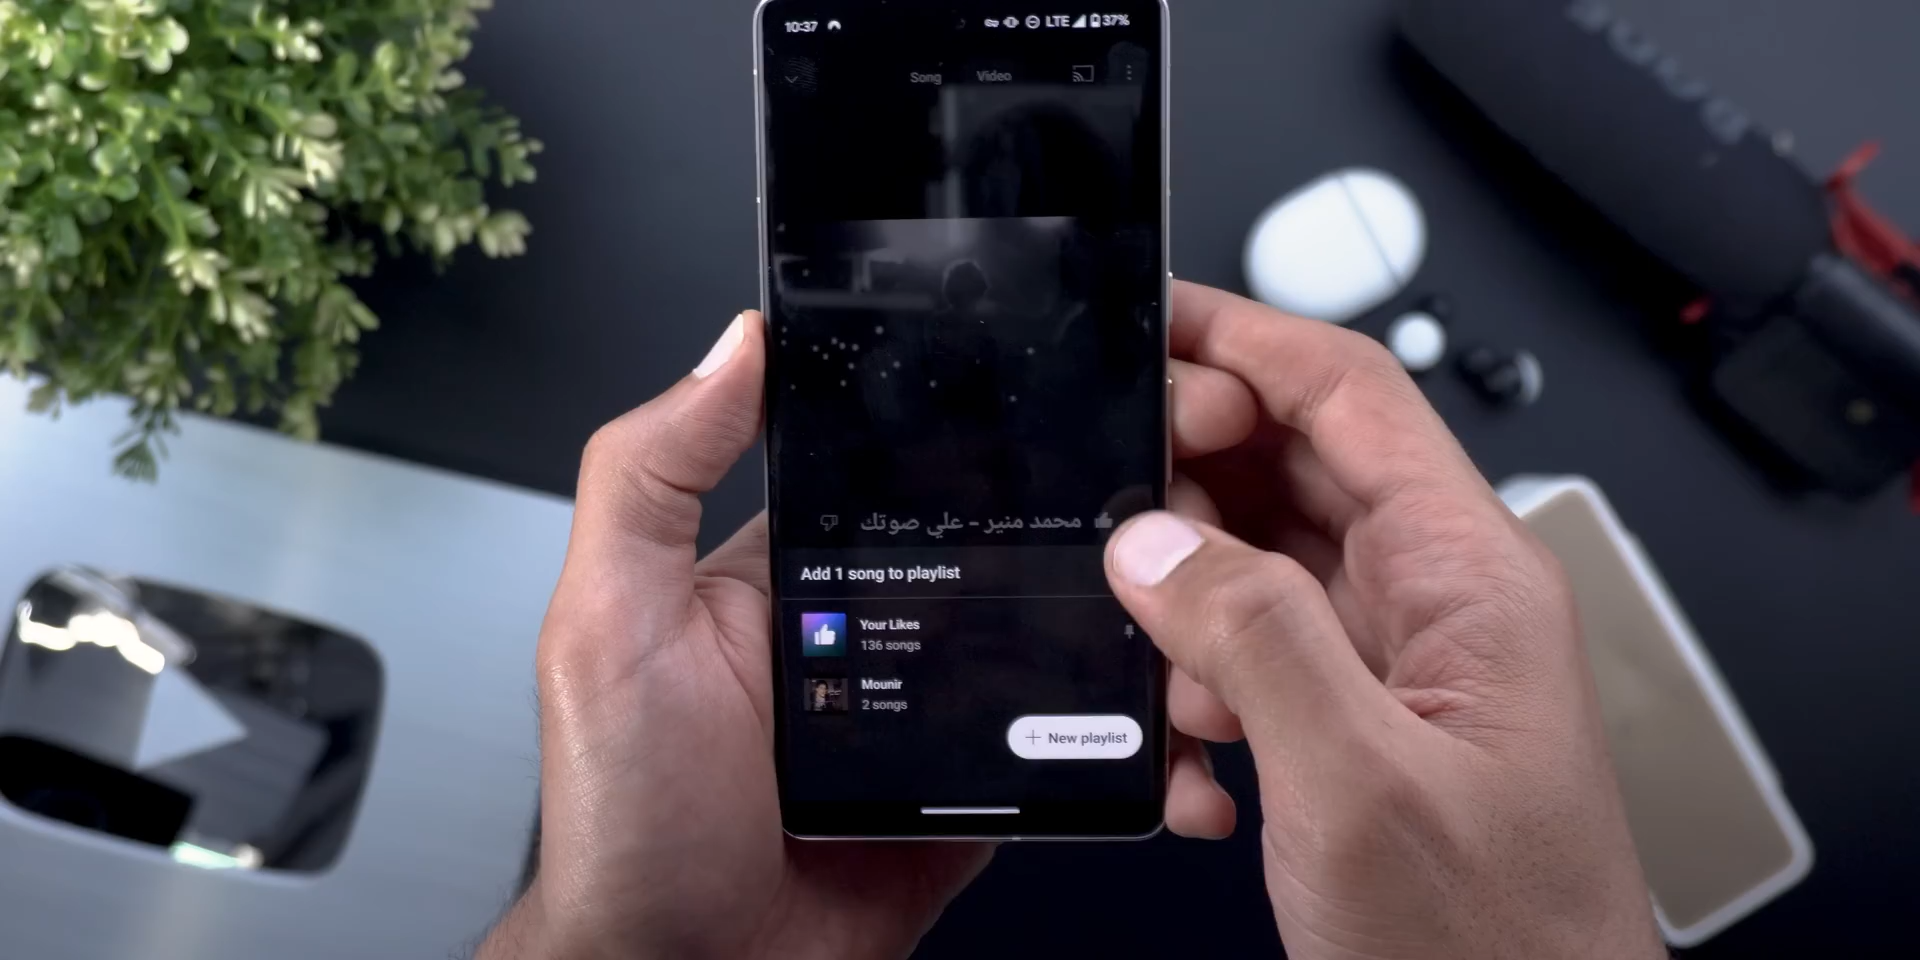 10:37 LTE 37%
Song Video
محمد منير - علي صوتك
Add 1 song to playlist
Your Likes
136 songs
Mounir
2 songs
+ New playlist